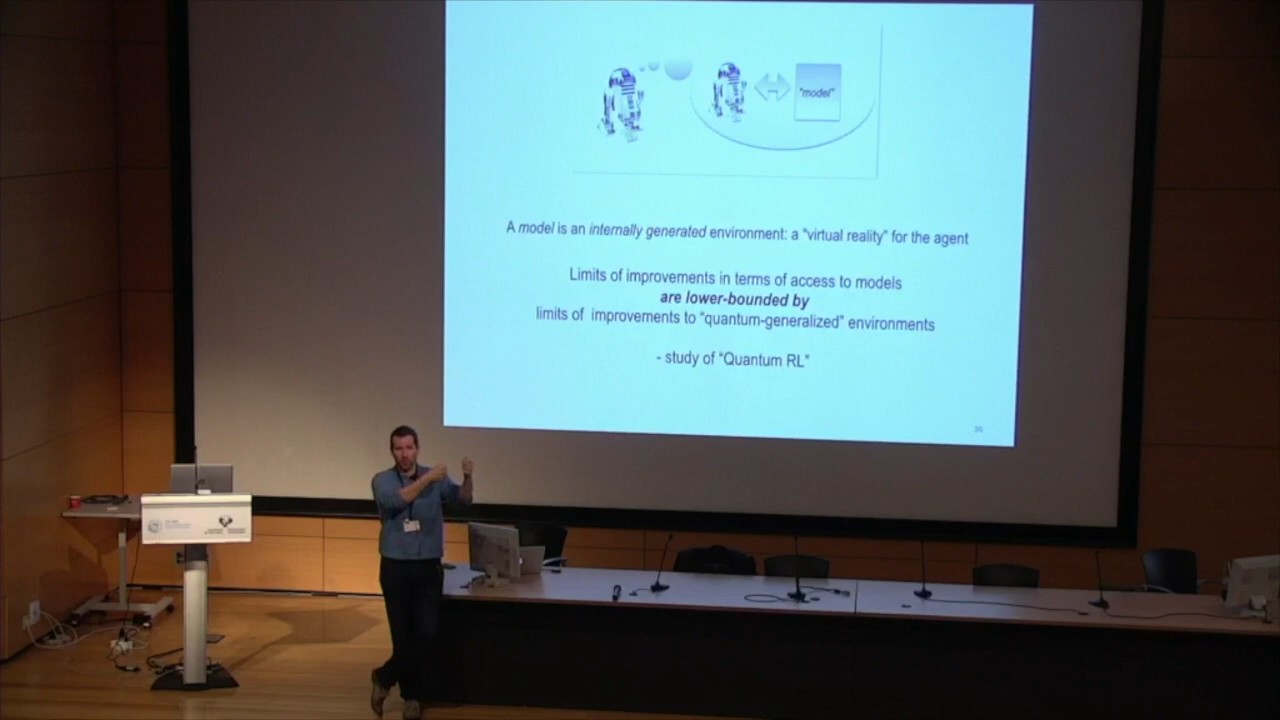 "model"
A model is an internally generated environment: a "virtual reality" for the agent
Limits of improvements in terms of access to models
are lower-bounded by
limits of improvements to "quantum-generalized" environments
- study of "Quantum RL"